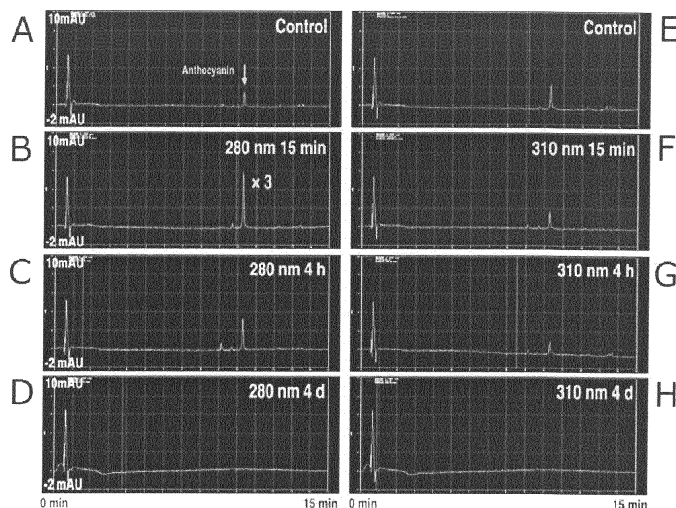 A
10mAU
Control
Anthocyanin
-2 mAU
E
Control
B
10mAU
280 nm 15 min
x 3
-2 mAU
F
310 nm 15 min
C
10mAU
280 nm 4 h
-2 mAU
G
310 nm 4 h
D
10mAU
280 nm 4 d
-2 mAU
H
310 nm 4 d
0 min
15 min
0 min
15 min